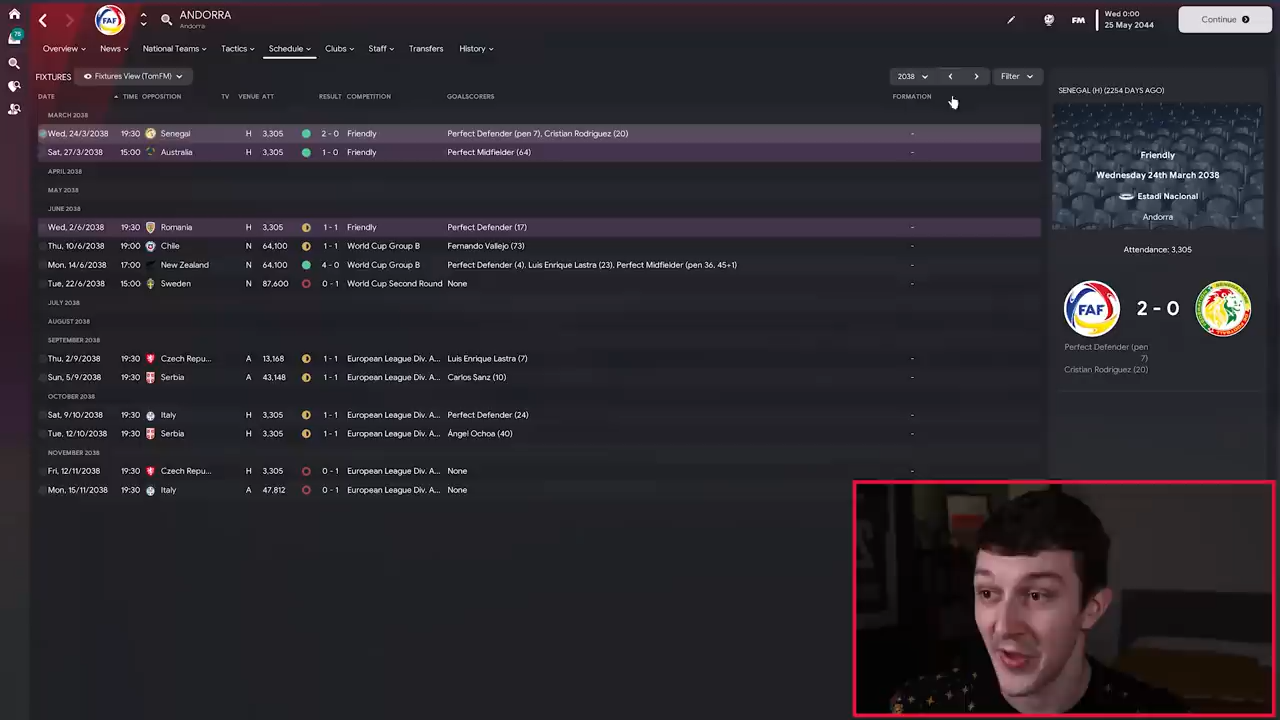 ANDORRA
Andorra
75
FM
Wed 0:00
25 May 2044
Continue
Overview News National Teams Tactics Schedule Clubs Staff Transfers History
FIXTURES Fixtures View (TomFM) 2038 Filter
DATE TIME OPPOSITION TV VENUE ATT RESULT COMPETITION GOALSCORERS FORMATION
MARCH 2038
Wed, 24/3/2038 19:30 Senegal H 3,305 2 - 0 Friendly Perfect Defender (pen 7), Cristian Rodriguez (20) -
Sat, 27/3/2038 15:00 Australia H 3,305 1 - 0 Friendly Perfect Midfielder (64) -
APRIL 2038
MAY 2038
JUNE 2038
Wed, 2/6/2038 19:30 Romania H 3,305 1 - 1 Friendly Perfect Defender (17) -
Thu, 10/6/2038 19:00 Chile N 64,100 1 - 1 World Cup Group B Fernando Vallejo (73) -
Mon, 14/6/2038 17:00 New Zealand N 64,100 4 - 0 World Cup Group B Perfect Defender (4), Luis Enrique Lastra (23), Perfect Midfielder (pen 36, 45+1) -
Tue, 22/6/2038 15:00 Sweden N 87,600 0 - 1 World Cup Second Round None -
JULY 2038
AUGUST 2038
SEPTEMBER 2038
Thu, 2/9/2038 19:30 Czech Repu... A 13,168 1 - 1 European League Div. A... Luis Enrique Lastra (7) -
Sun, 5/9/2038 19:30 Serbia A 43,148 1 - 1 European League Div. A... Carlos Sanz (10) -
OCTOBER 2038
Sat, 9/10/2038 19:30 Italy H 3,305 1 - 1 European League Div. A... Perfect Defender (24) -
Tue, 12/10/2038 19:30 Serbia H 3,305 1 - 1 European League Div. A... Ángel Ochoa (40) -
NOVEMBER 2038
Fri, 12/11/2038 19:30 Czech Repu... H 3,305 0 - 1 European League Div. A... None
Mon, 15/11/2038 19:30 Italy A 47,812 0 - 1 European League Div. A... None -
SENEGAL (H) (2254 DAYS AGO)
Friendly
Wednesday 24th March 2038
Estadi Nacional
Andorra
Attendance: 3,305
FAF 2 - 0
Perfect Defender (pen
7)
Cristian Rodriguez (20)